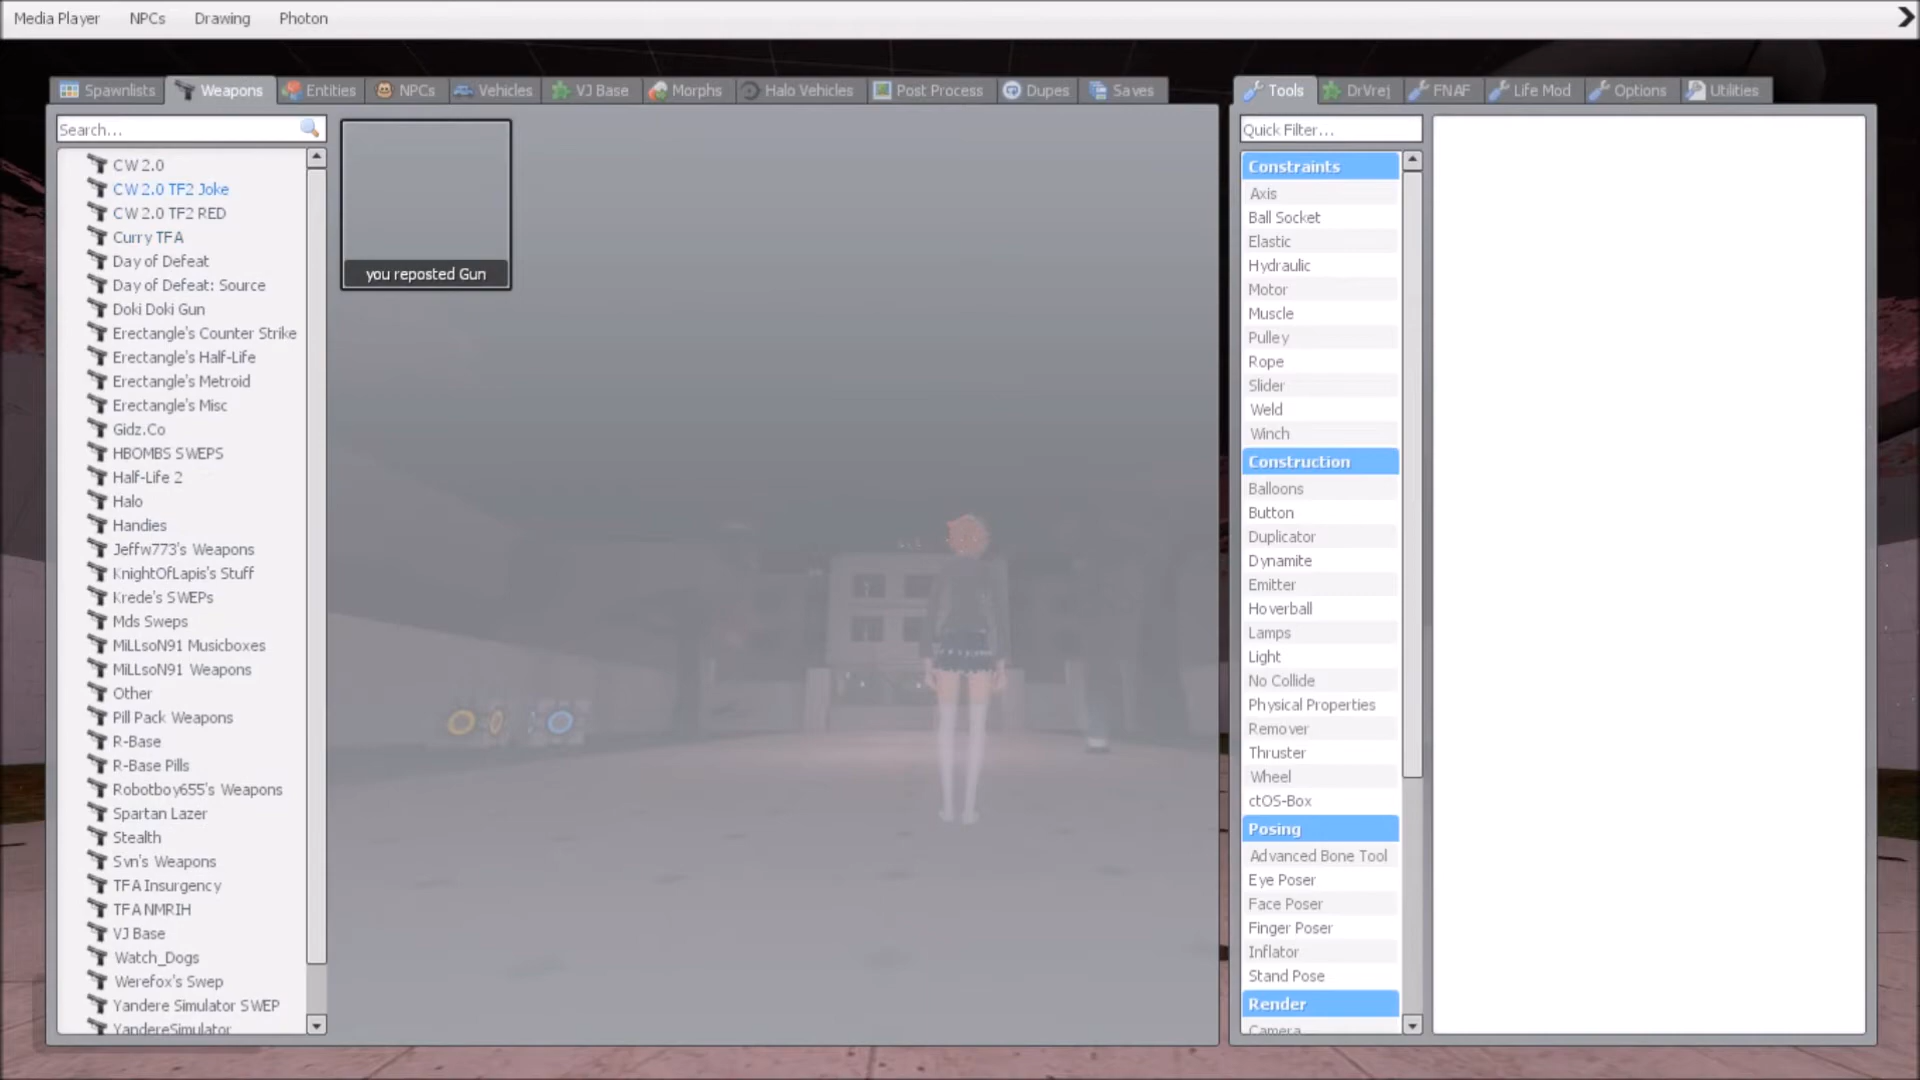 Media Player NPCs Drawing Photon
Spawnlists Weapons Entities NPCs Vehicles VJ Base Morphs Halo Vehicles Post Process Dupes Saves
Search...
CW 2.0
CW 2.0 TF2 Joke
CW 2.0 TF2 RED
Curry TFA
Day of Defeat
Day of Defeat: Source
Doki Doki Gun
Erectangle's Counter Strike
Erectangle's Half-Life
Erectangle's Metroid
Erectangle's Misc
Gidz.Co
HBOMBS SWEPS
Half-Life 2
Halo
Handies
Jeffw773's Weapons
KnightOfLapis's Stuff
Krede's SWEPs
Mds Sweps
MiLLsoN91 Musicboxes
MiLLsoN91 Weapons
Other
Pill Pack Weapons
R-Base
R-Base Pills
Robotboy655's Weapons
Spartan Lazer
Stealth
Svn's Weapons
TFA Insurgency
TFA NMRIH
VJ Base
Watch_Dogs
Werefox's Swep
Yandere Simulator SWEP
YandereSimulator
you reposted Gun
Tools DrVrej FNAF Life Mod Options Utilities
Quick Filter...
Constraints
Axis
Ball Socket
Elastic
Hydraulic
Motor
Muscle
Pulley
Rope
Slider
Weld
Winch
Construction
Balloons
Button
Duplicator
Dynamite
Emitter
Hoverball
Lamps
Light
No Collide
Physical Properties
Remover
Thruster
Wheel
ctOS-Box
Posing
Advanced Bone Tool
Eye Poser
Face Poser
Finger Poser
Inflator
Stand Pose
Render
Camera